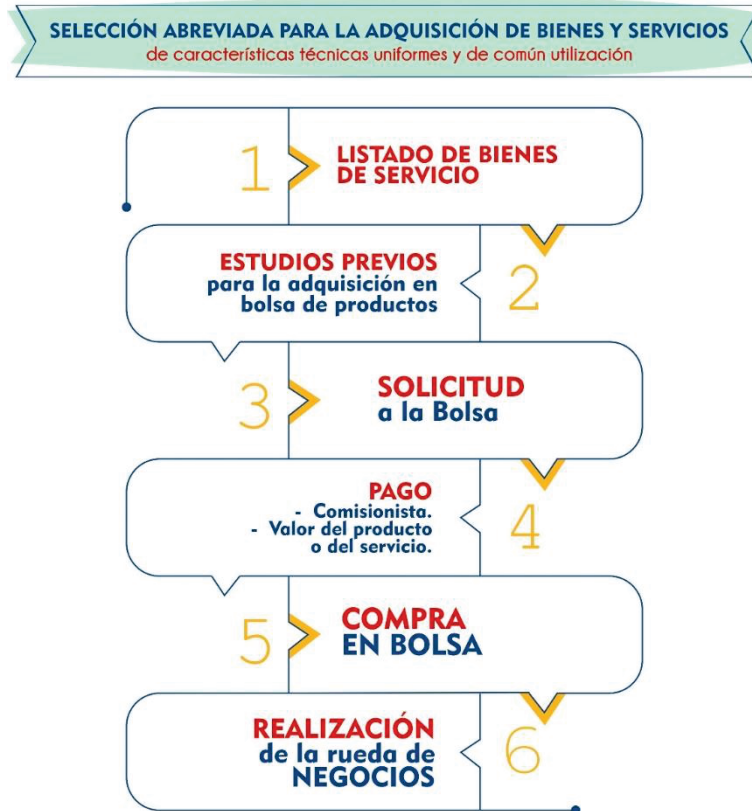 SELECCIÓN ABREVIADA PARA LA ADQUISICIÓN DE BIENES Y SERVICIOS
de características técnicas uniformes y de común utilización
1
LISTADO DE BIENES
DE SERVICIO
ESTUDIOS PREVIOS
para la adquisición en
bolsa de productos
2
3
SOLICITUD
a la Bolsa
PAGO
- Comisionista.
- Valor del producto
o del servicio.
4
5
COMPRA
EN BOLSA
REALIZACIÓN
de la rueda de
NEGOCIOS
6